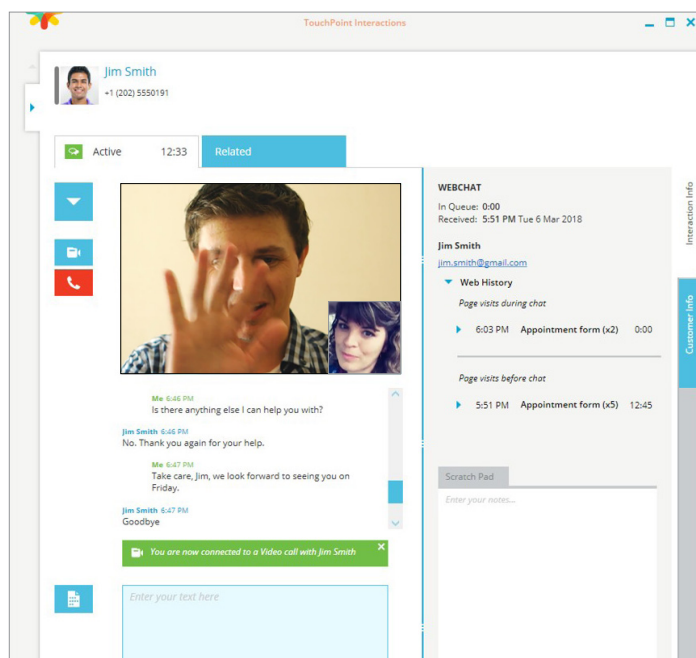 TouchPoint Interactions
Jim Smith
+1 (202) 5550191
Active 12:33 Related
Me 6:46 PM
Is there anything else I can help you with?
Jim Smith 6:46 PM
No. Thank you again for your help.
Me 6:47 PM
Take care, Jim, we look forward to seeing you on
Friday.
Jim Smith 6:47 PM
Goodbye
You are now connected to a Video call with Jim Smith
Enter your text here
WEBCHAT
In Queue: 0:00
Received: 5:51 PM Tue 6 Mar 2018
Jim Smith
jim.smith@gmail.com
Web History
Page visits during chat
6:03 PM Appointment form (x2) 0:00
Page visits before chat
5:51 PM Appointment form (x5) 12:45
Scratch Pad
Enter your notes...
Interaction Info
Customer Info